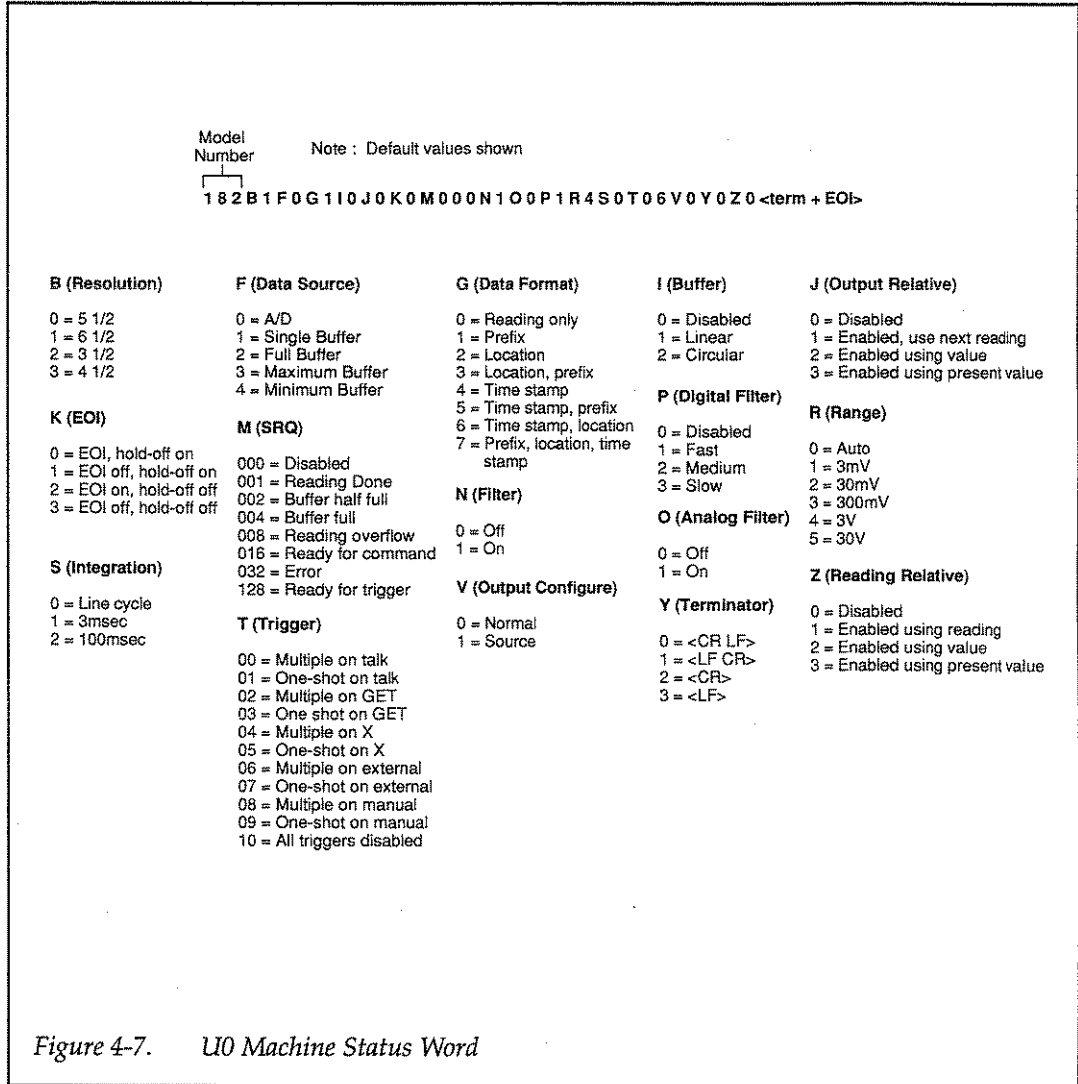 Model
Number
Note : Default values shown
182B1F0G1I0J0K0M000N1O0P1R4S0T06V0Y0Z0<term + EOI>
B (Resolution)
0 = 5 1/2
1 = 6 1/2
2 = 3 1/2
3 = 4 1/2
K (EOI)
0 = EOI, hold-off on
1 = EOI off, hold-off on
2 = EOI on, hold-off off
3 = EOI off, hold-off off
S (Integration)
0 = Line cycle
1 = 3msec
2 = 100msec
F (Data Source)
0 = A/D
1 = Single Buffer
2 = Full Buffer
3 = Maximum Buffer
4 = Minimum Buffer
M (SRQ)
000 = Disabled
001 = Reading Done
002 = Buffer half full
004 = Buffer full
008 = Reading overflow
016 = Ready for command
032 = Error
128 = Ready for trigger
T (Trigger)
00 = Multiple on talk
01 = One-shot on talk
02 = Multiple on GET
03 = One shot on GET
04 = Multiple on X
05 = One-shot on X
06 = Multiple on external
07 = One-shot on external
08 = Multiple on manual
09 = One-shot on manual
10 = All triggers disabled
G (Data Format)
0 = Reading only
1 = Prefix
2 = Location
3 = Location, prefix
4 = Time stamp
5 = Time stamp, prefix
6 = Time stamp, location
7 = Prefix, location, time
stamp
N (Filter)
0 = Off
1 = On
V (Output Configure)
0 = Normal
1 = Source
I (Buffer)
0 = Disabled
1 = Linear
2 = Circular
P (Digital Filter)
0 = Disabled
1 = Fast
2 = Medium
3 = Slow
O (Analog Filter)
0 = Off
1 = On
Y (Terminator)
0 = <CR LF>
1 = <LF CR>
2 = <CR>
3 = <LF>
J (Output Relative)
0 = Disabled
1 = Enabled, use next reading
2 = Enabled using value
3 = Enabled using present value
R (Range)
0 = Auto
1 = 3mV
2 = 30mV
3 = 300mV
4 = 3V
5 = 30V
Z (Reading Relative)
0 = Disabled
1 = Enabled using reading
2 = Enabled using value
3 = Enabled using present value
Figure 4-7. U0 Machine Status Word